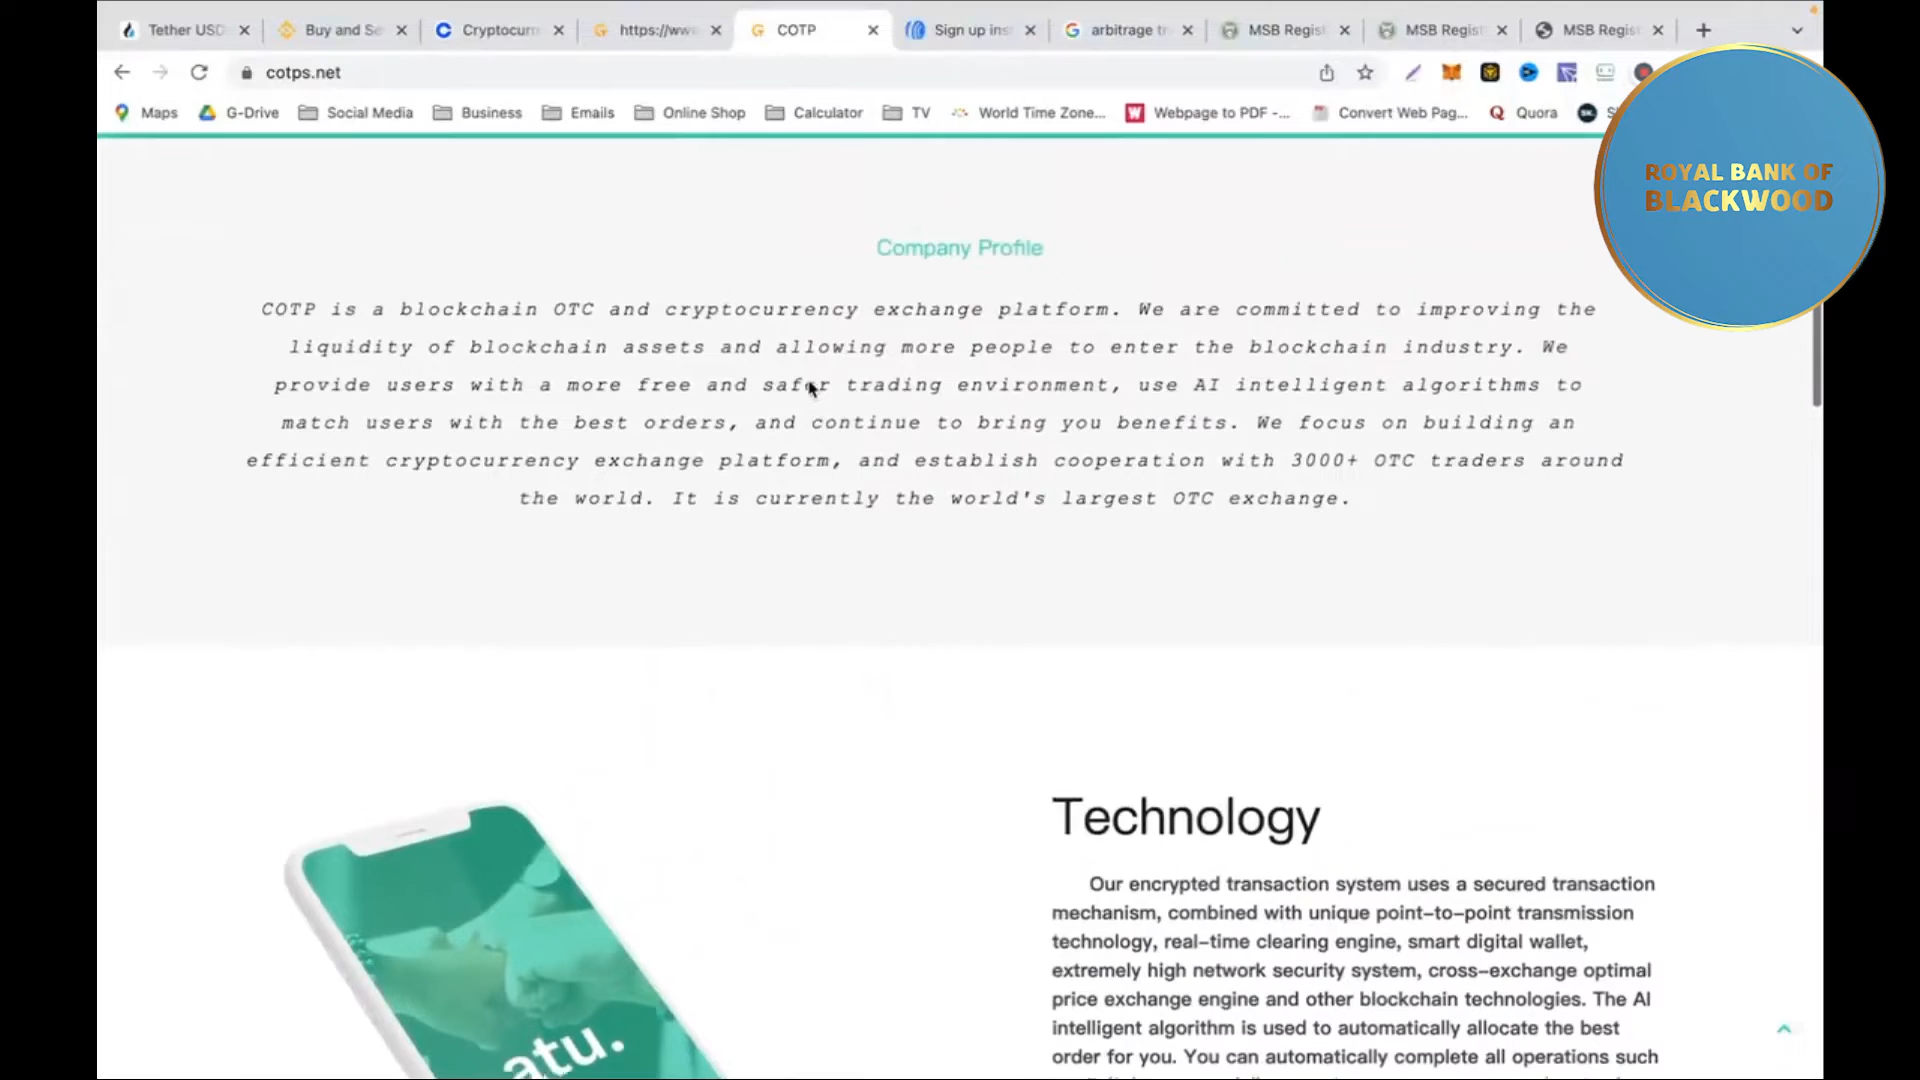 Tether USD
Buy and Se
Cryptocurr
https://www
COTP
Sign up ins
arbitrage tr
MSB Regist
MSB Regist
MSB Regist
cotps.net
Maps
G-Drive
Social Media
Business
Emails
Online Shop
Calculator
TV
World Time Zone...
Webpage to PDF -...
Convert Web Pag...
Quora
ROYAL BANK OF
BLACKWOOD
Company Profile
COTP is a blockchain OTC and cryptocurrency exchange platform. We are committed to improving the
liquidity of blockchain assets and allowing more people to enter the blockchain industry. We
provide users with a more free and safer trading environment, use AI intelligent algorithms to
match users with the best orders, and continue to bring you benefits. We focus on building an
efficient cryptocurrency exchange platform, and establish cooperation with 3000+ OTC traders around
the world. It is currently the world's largest OTC exchange.
Technology
Our encrypted transaction system uses a secured transaction
mechanism, combined with unique point-to-point transmission
technology, real-time clearing engine, smart digital wallet,
extremely high network security system, cross-exchange optimal
price exchange engine and other blockchain technologies. The AI
intelligent algorithm is used to automatically allocate the best
order for you. You can automatically complete all operations such
atu.